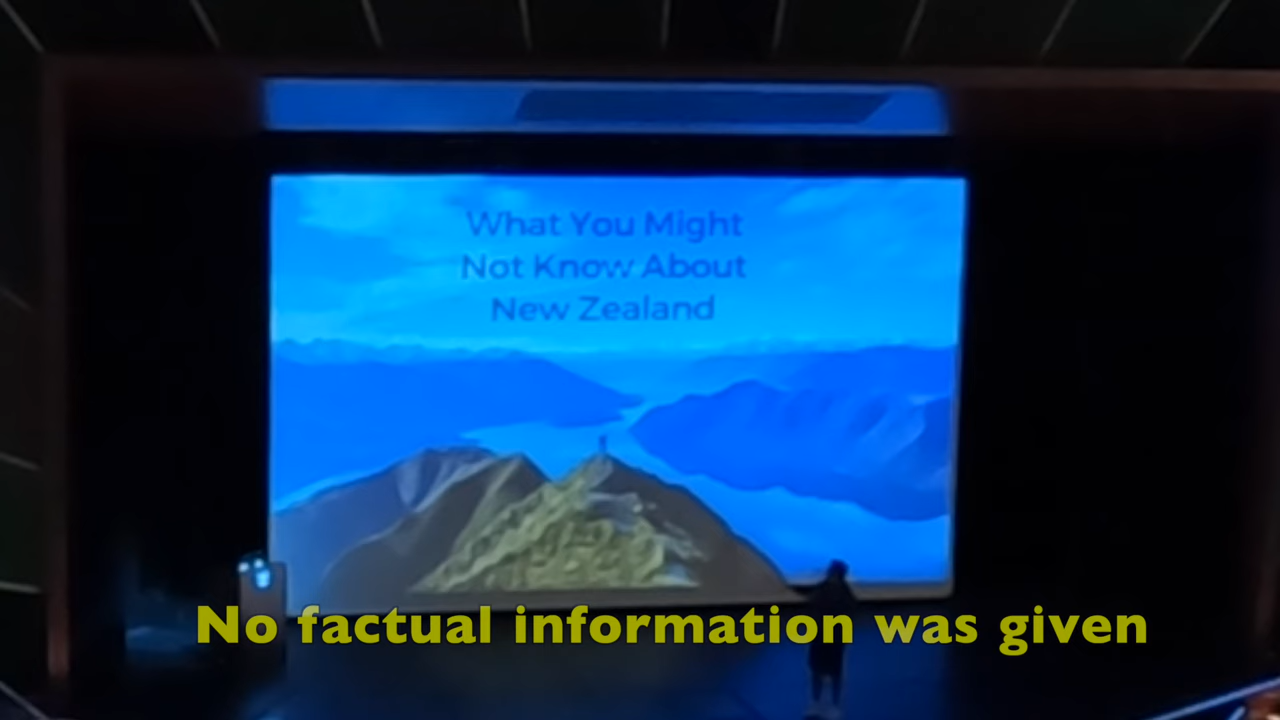 What You Might
Not Know About
New Zealand
No factual information was given